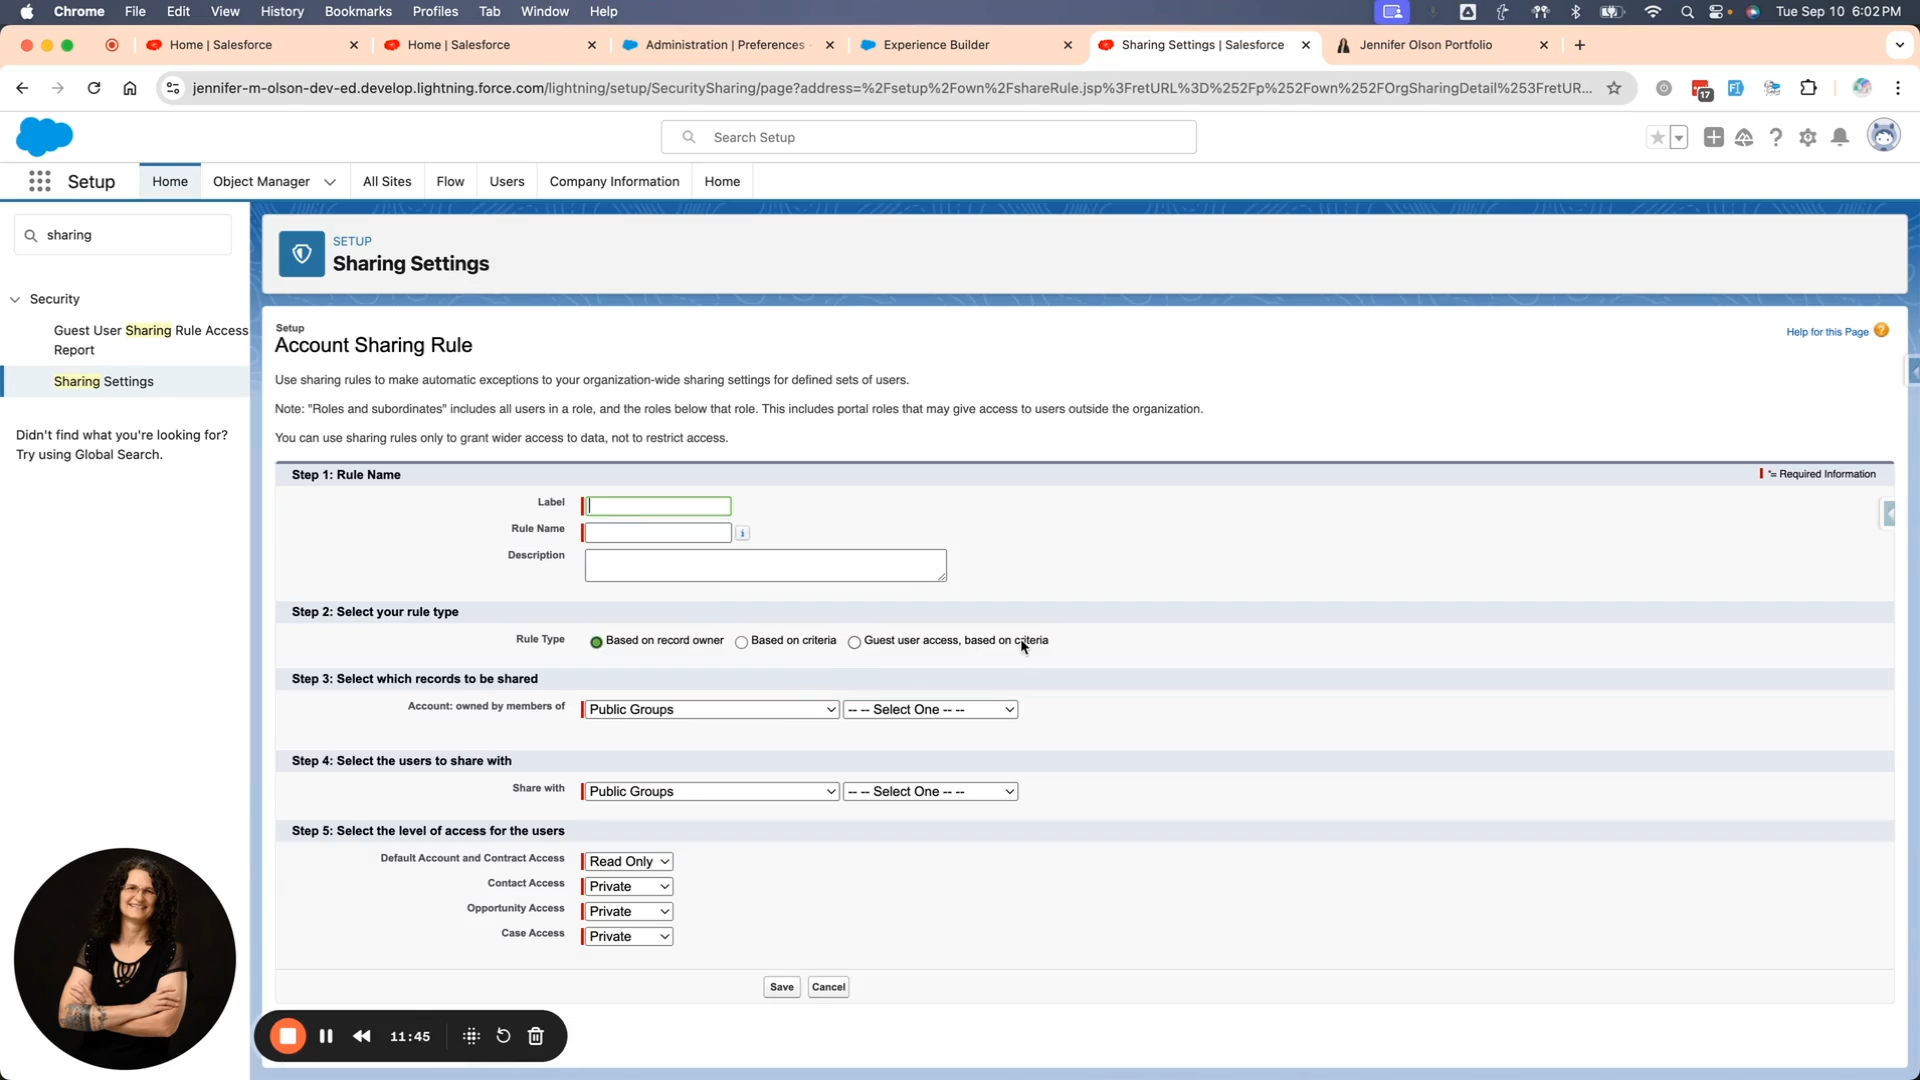 Chrome File Edit View History Bookmarks Profiles Tab Window Help Tue Sep 10 6:02 PM
Home | Salesforce Home | Salesforce Administration | Preferences Experience Builder Sharing Settings | Salesforce Jennifer Olson Portfolio
jennifer-m-olson-dev-ed.develop.lightning.force.com/lightning/setup/SecuritySharing/page?address=%2Fsetup%2Fown%2FshareRule.jsp%3FretURL%3D%252Fp%252Fown%252FOrgSharingDetail%253FretUR... 17
Search Setup
Setup Home Object Manager All Sites Flow Users Company Information Home
sharing
Security
Guest User Sharing Rule Access
Report
Sharing Settings
Didn't find what you're looking for?
Try using Global Search.
SETUP
Sharing Settings
Setup
Account Sharing Rule
Help for this Page
Use sharing rules to make automatic exceptions to your organization-wide sharing settings for defined sets of users.
Note: "Roles and subordinates" includes all users in a role, and the roles below that role. This includes portal roles that may give access to users outside the organization.
You can use sharing rules only to grant wider access to data, not to restrict access.
Step 1: Rule Name
*= Required Information
Label
Rule Name
Description
Step 2: Select your rule type
Rule Type Based on record owner Based on criteria Guest user access, based on criteria
Step 3: Select which records to be shared
Account: owned by members of Public Groups -- -- Select One -- --
Step 4: Select the users to share with
Share with Public Groups -- -- Select One -- --
Step 5: Select the level of access for the users
Default Account and Contract Access Read Only
Contact Access Private
Opportunity Access Private
Case Access Private
Save Cancel
11:45